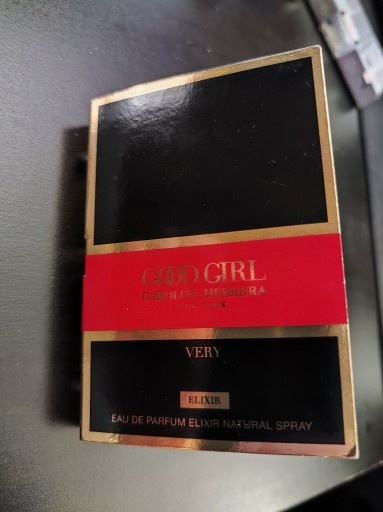 GOOD GIRL
CAROLINA HERRERA
VERY
ELIXIR
EAU DE PARFUM ELIXIR NATURAL SPRAY